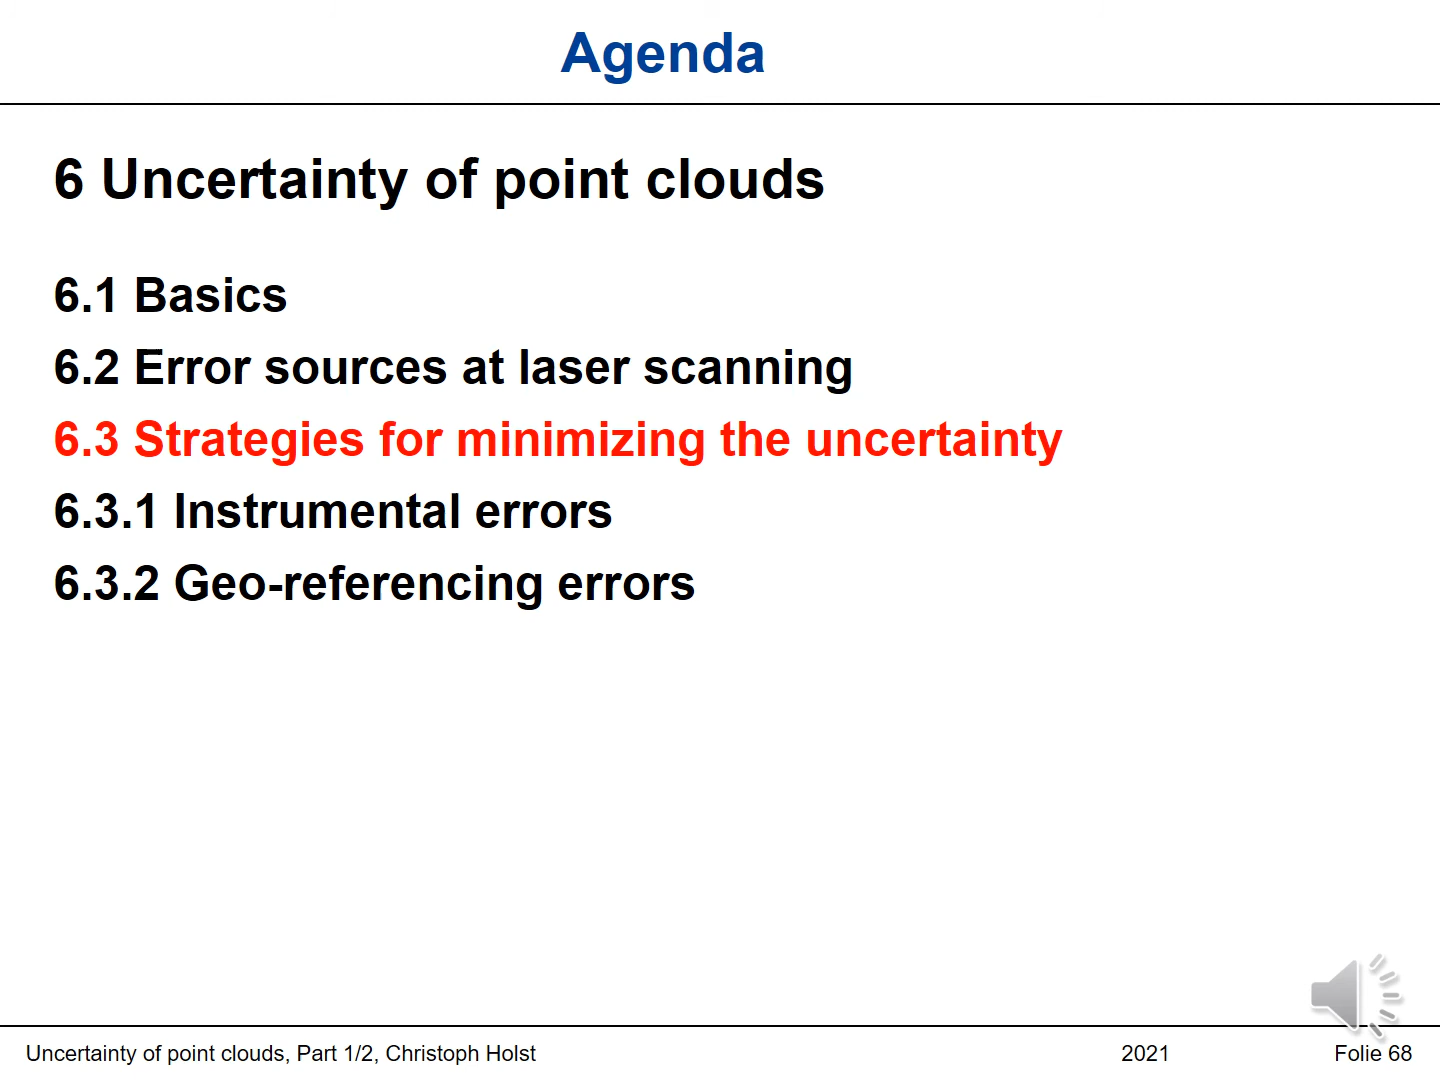 Agenda
6 Uncertainty of point clouds
6.1 Basics
6.2 Error sources at laser scanning
6.3 Strategies for minimizing the uncertainty
6.3.1 Instrumental errors
6.3.2 Geo-referencing errors
Uncertainty of point clouds, Part 1/2, Christoph Holst
2021
Folie 68